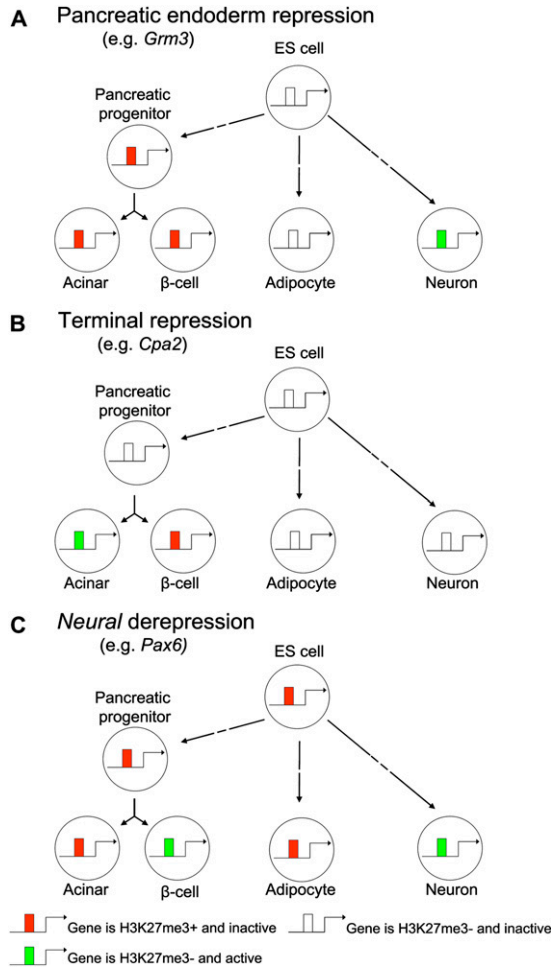 A Pancreatic endoderm repression
(e.g. Grm3)
ES cell
Pancreatic
progenitor
Acinar β-cell Adipocyte Neuron
B Terminal repression
(e.g. Cpa2)
ES cell
Pancreatic
progenitor
Acinar β-cell Adipocyte Neuron
C Neural derepression
(e.g. Pax6)
ES cell
Pancreatic
progenitor
Acinar β-cell Adipocyte Neuron
Gene is H3K27me3+ and inactive Gene is H3K27me3- and inactive
Gene is H3K27me3- and active